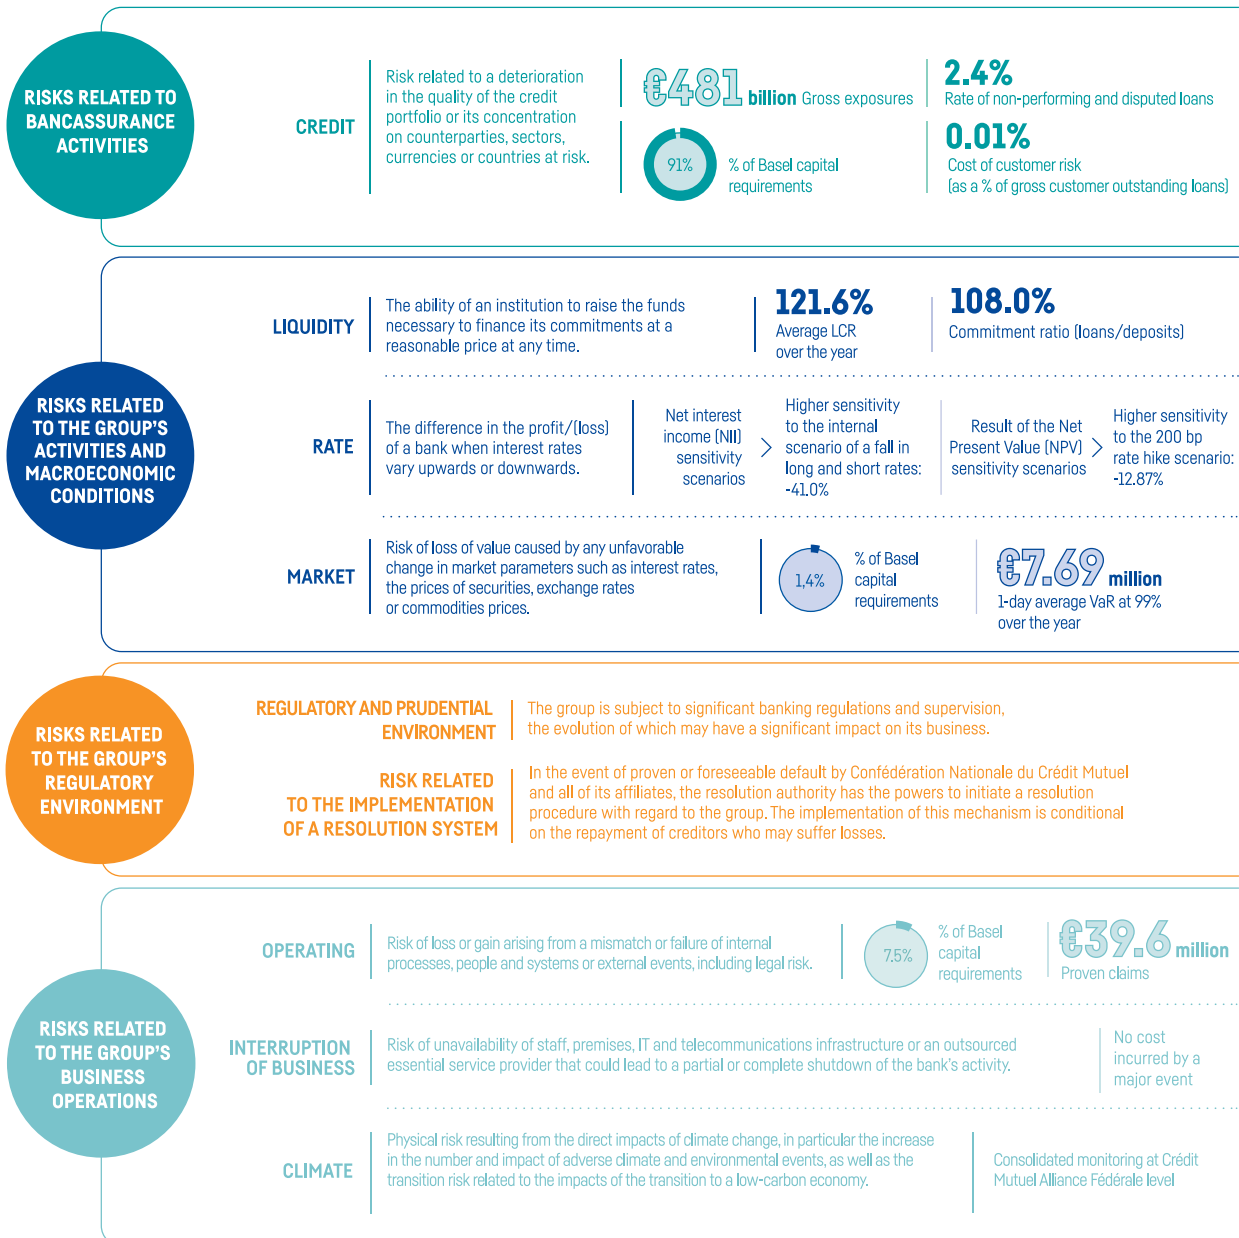 RISKS RELATED TO
BANCASSURANCE
ACTIVITIES
CREDIT
Risk related to a deterioration
in the quality of the credit
portfolio or its concentration
on counterparties, sectors,
currencies or countries at risk.
€481 billion Gross exposures
91%
% of Basel capital
requirements
2.4%
Rate of non-performing and disputed loans
0.01%
Cost of customer risk
(as a % of gross customer outstanding loans)
RISKS RELATED
TO THE GROUP'S
ACTIVITIES AND
MACROECONOMIC
CONDITIONS
LIQUIDITY
The ability of an institution to raise the funds
necessary to finance its commitments at a
reasonable price at any time.
121.6%
Average LCR
over the year
108.0%
Commitment ratio (loans/deposits)
RATE
The difference in the profit/(loss)
of a bank when interest rates
vary upwards or downwards.
Net interest
income (NII)
sensitivity
scenarios
Higher sensitivity
to the internal
scenario of a fall in
long and short rates:
-41.0%
Result of the Net
Present Value (NPV)
sensitivity scenarios
Higher sensitivity
to the 200 bp
rate hike scenario:
-12.87%
MARKET
Risk of loss of value caused by any unfavorable
change in market parameters such as interest rates,
the prices of securities, exchange rates
or commodities prices.
1,4%
% of Basel
capital
requirements
€7.69 million
1-day average VaR at 99%
over the year
RISKS RELATED
TO THE GROUP'S
REGULATORY
ENVIRONMENT
REGULATORY AND PRUDENTIAL
ENVIRONMENT
The group is subject to significant banking regulations and supervision,
the evolution of which may have a significant impact on its business.
RISK RELATED
TO THE IMPLEMENTATION
OF A RESOLUTION SYSTEM
In the event of proven or foreseeable default by Confédération Nationale du Crédit Mutuel
and all of its affiliates, the resolution authority has the powers to initiate a resolution
procedure with regard to the group. The implementation of this mechanism is conditional
on the repayment of creditors who may suffer losses.
RISKS RELATED
TO THE GROUP'S
BUSINESS
OPERATIONS
OPERATING
Risk of loss or gain arising from a mismatch or failure of internal
processes, people and systems or external events, including legal risk.
7.5%
% of Basel
capital
requirements
€39.6 million
Proven claims
INTERRUPTION
OF BUSINESS
Risk of unavailability of staff, premises, IT and telecommunications infrastructure or an outsourced
essential service provider that could lead to a partial or complete shutdown of the bank's activity.
No cost
incurred by a
major event
CLIMATE
Physical risk resulting from the direct impacts of climate change, in particular the increase
in the number and impact of adverse climate and environmental events, as well as the
transition risk related to the impacts of the transition to a low-carbon economy.
Consolidated monitoring at Crédit
Mutuel Alliance Fédérale level